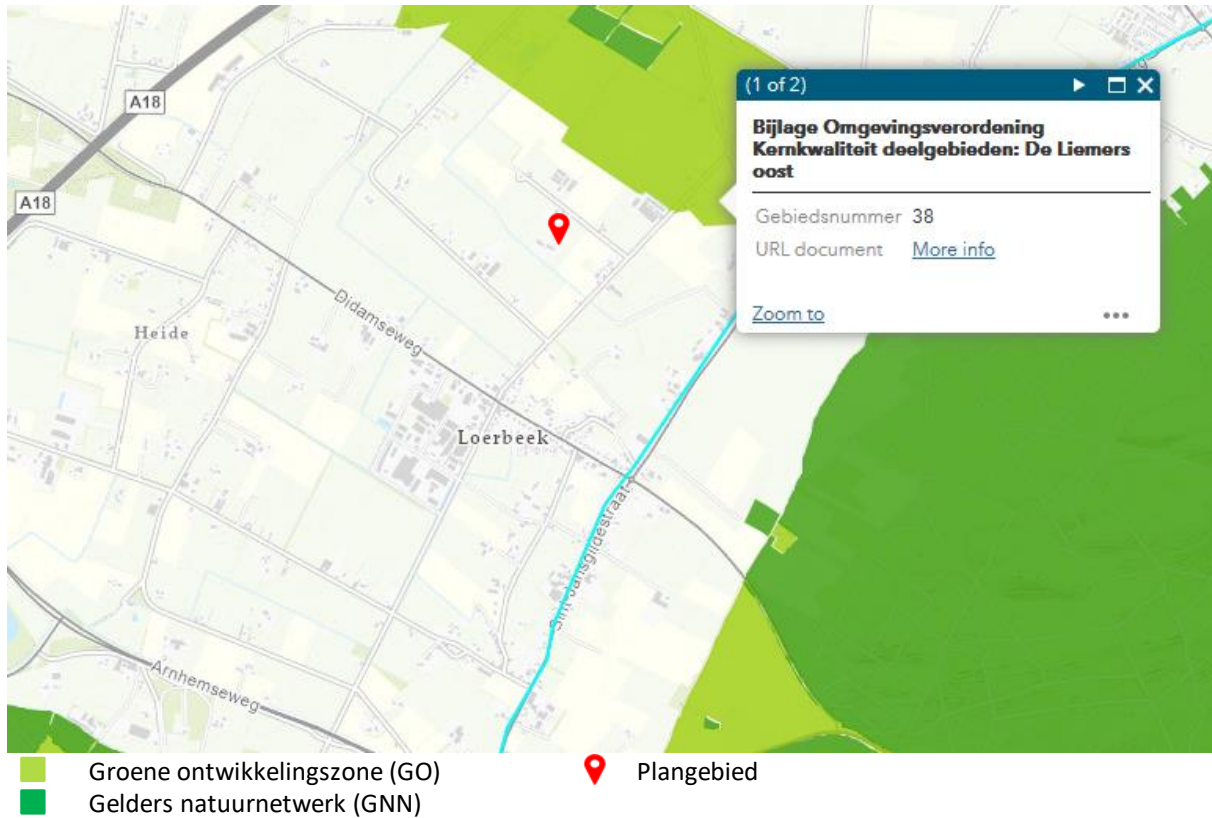 A18
A18
(1 of 2)
Bijlage Omgevingsverordening
Kernkwaliteit deelgebieden: De Liemers
oost
Gebiedsnummer 38
URL document More info
Zoom to
Didamseweg
Heide
Loerbeek
Sint Jansgildestraat
Arnhemseweg
Groene ontwikkelingszone (GO)
Plangebied
Gelders natuurnetwerk (GNN)